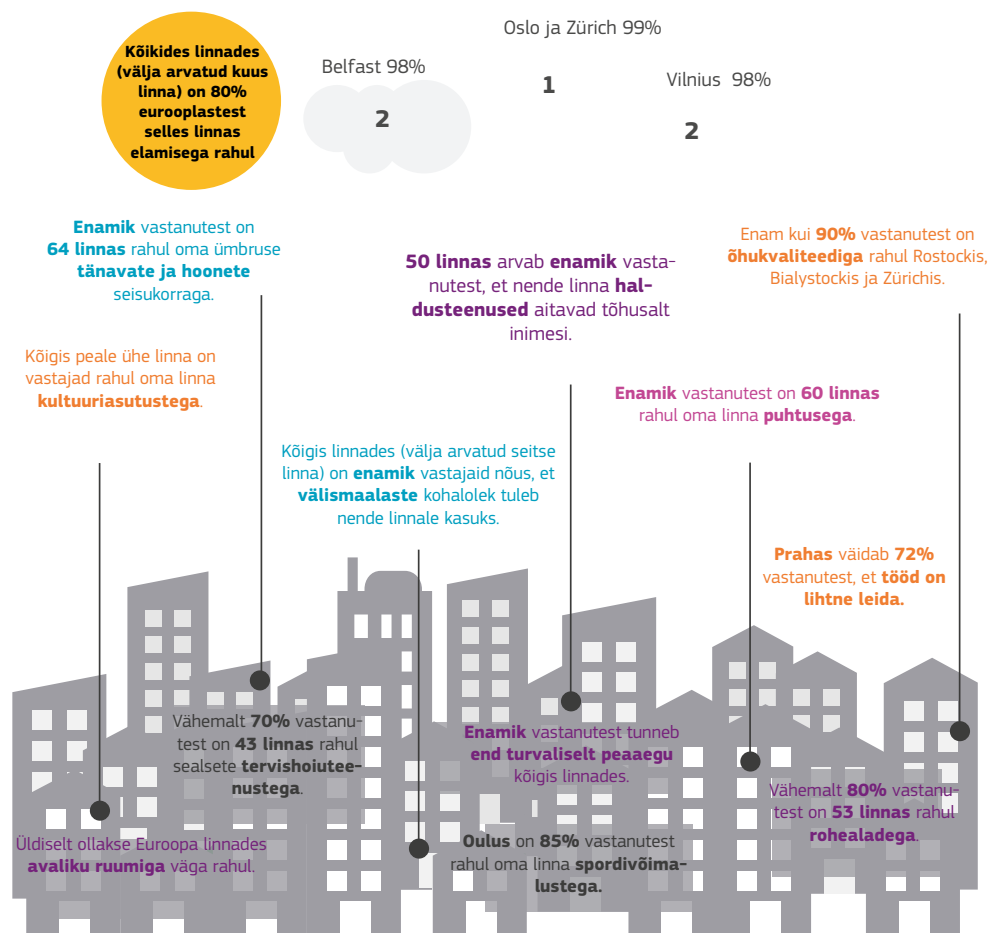 Kõikides linnades
(välja arvatud kuus
linna) on 80%
eurooplastest
selles linnas
elamisega rahul
Belfast 98%
2
Oslo ja Zürich 99%
1
Vilnius 98%
2
Enamik vastanutest on
64 linnas rahul oma ümbruse
tänavate ja hoonete
seisukorraga.
50 linnas arvab enamik vasta-
nutest, et nende linna hal-
dusteenused aitavad tõhusalt
inimesi.
Enam kui 90% vastanutest on
õhukvaliteediga rahul Rostockis,
Bialystockis ja Zürichis.
Kõigis peale ühe linna on
vastajad rahul oma linna
kultuuriasutustega.
Enamik vastanutest on 60 linnas
rahul oma linna puhtusega.
Kõigis linnades (välja arvatud seitse
linna) on enamik vastajaid nõus, et
välismaalaste kohalolek tuleb
nende linnale kasuks.
Prahas väidab 72%
vastanutest, et tööd on
lihtne leida.
Vähemalt 70% vastanu-
test on 43 linnas rahul
sealsete tervishoiutee-
nustega.
Enamik vastanutest tunneb
end turvaliselt peaaegu
kõigis linnades.
Vähemalt 80% vastanu-
test on 53 linnas rahul
rohealadega.
Üldiselt ollakse Euroopa linnades
avaliku ruumiga väga rahul.
Oulus on 85% vastanutest
rahul oma linna spordivõima-
lustega.